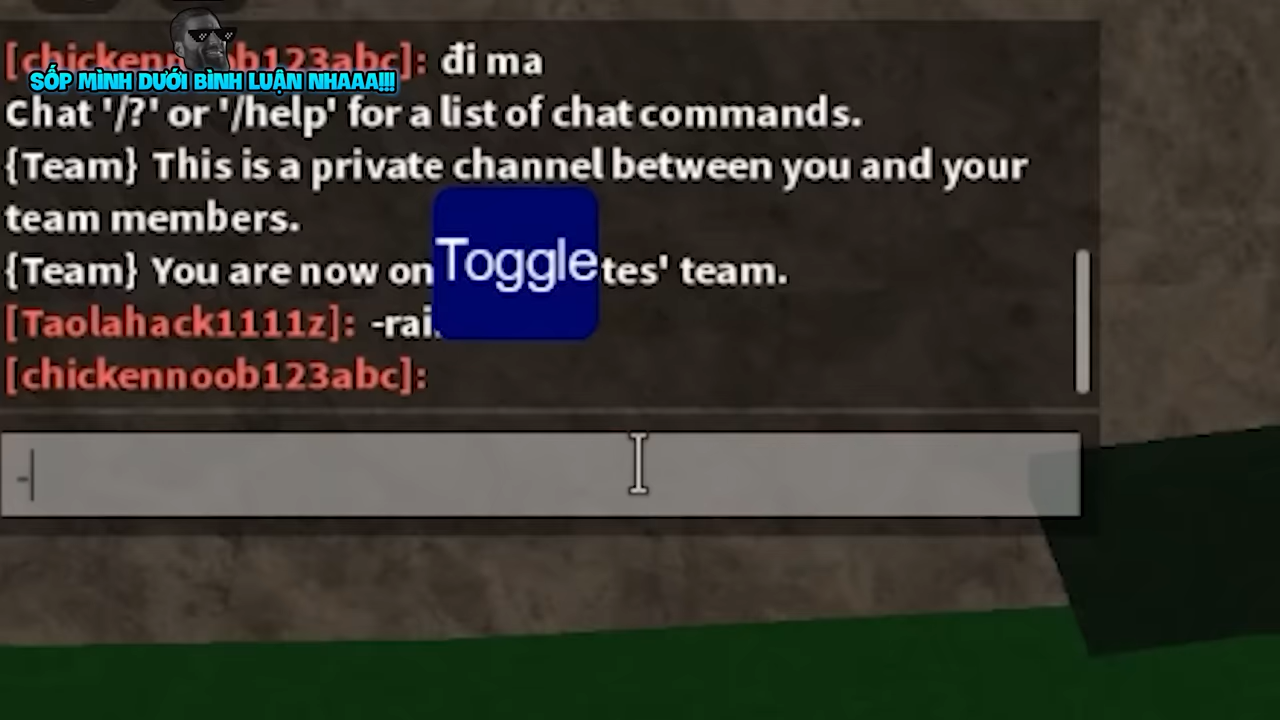 [chickennoob123abc]: đi ma
SỐP MÌNH DƯỚI BÌNH LUẬN NHAAA!!!
Chat '/?' or '/help' for a list of chat commands.
{Team} This is a private channel between you and your
team members.
{Team} You are now on tes' team.
Toggle
[Taolahack1111z]: -rai
[chickennoob123abc]:
-